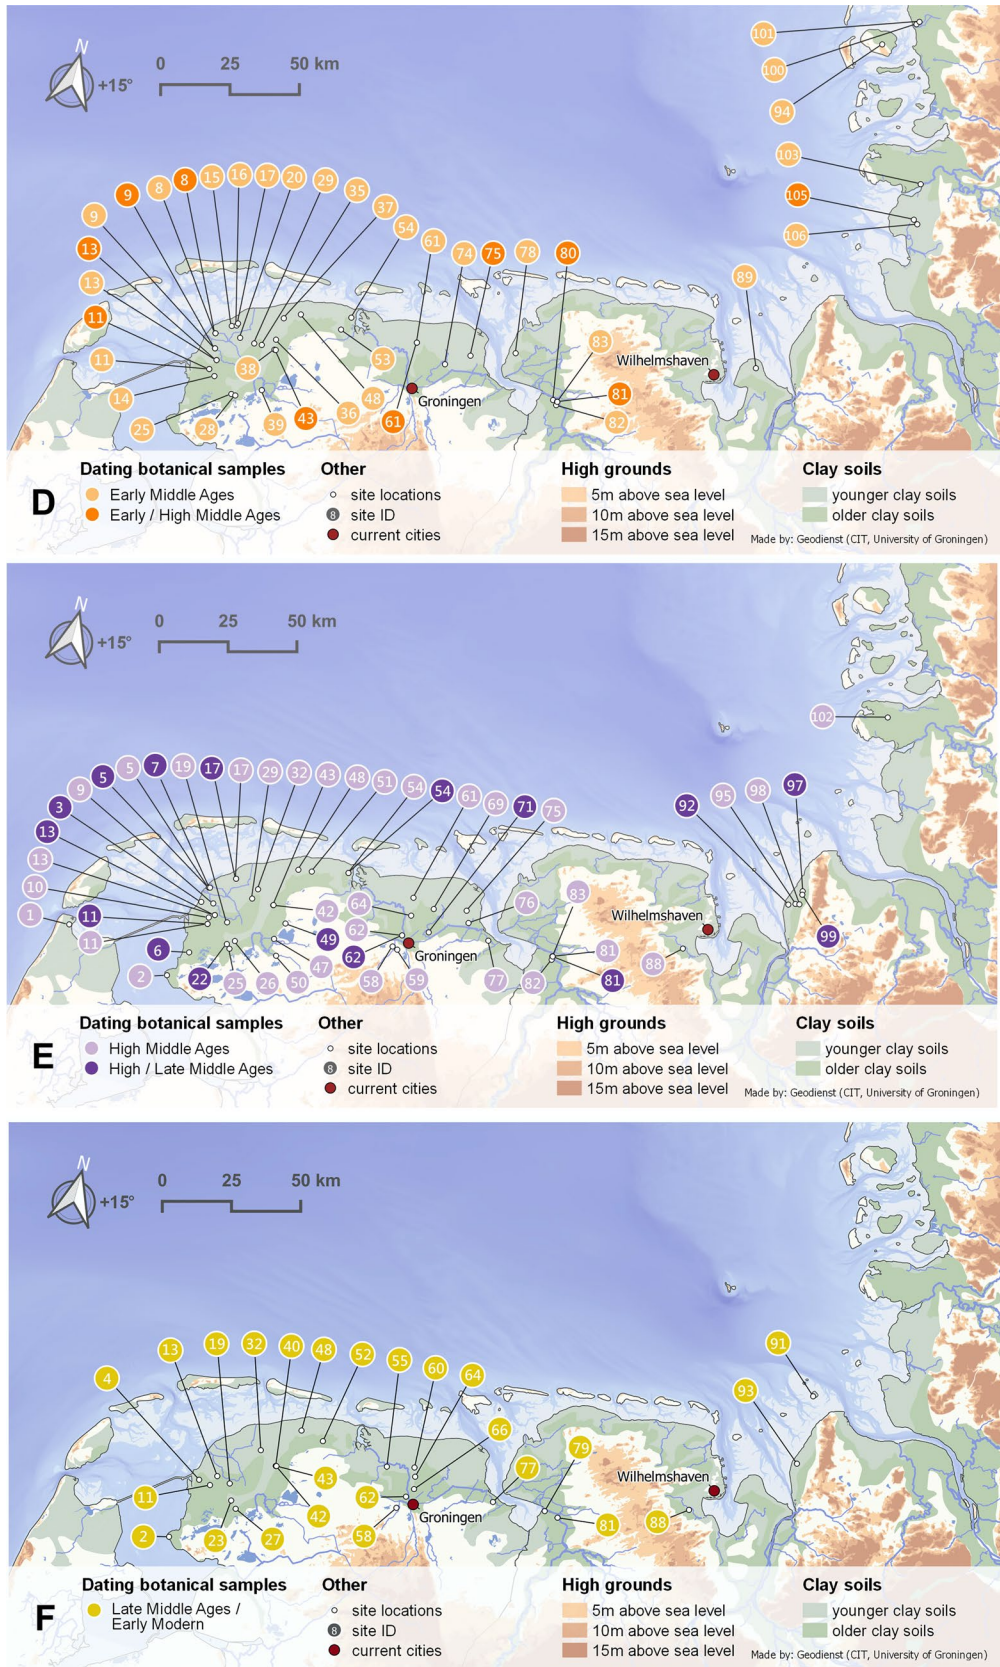 N
+15°
0 25 50 km
101
100
94
103
105
106
89
9
9
8
8
15
16
17
20
29
35
37
54
61
74
75
78
80
13
13
11
11
14
25
28
38
39
43
36
48
53
61
83
81
82
Wilhelmshaven
Groningen
D
Dating botanical samples
Early Middle Ages
Early / High Middle Ages
Other
site locations
8 site ID
current cities
High grounds
5m above sea level
10m above sea level
15m above sea level
Clay soils
younger clay soils
older clay soils
Made by: Geodienst (CIT, University of Groningen)
N
+15°
0 25 50 km
102
92
95
98
97
99
1
10
13
13
3
9
5
5
7
19
17
17
29
32
43
48
51
54
54
61
69
71
75
11
11
6
2
22
25
26
50
47
49
42
64
62
62
58
59
76
77
82
83
81
81
88
Wilhelmshaven
Groningen
E
Dating botanical samples
High Middle Ages
High / Late Middle Ages
Other
site locations
8 site ID
current cities
High grounds
5m above sea level
10m above sea level
15m above sea level
Clay soils
younger clay soils
older clay soils
Made by: Geodienst (CIT, University of Groningen)
N
+15°
0 25 50 km
91
93
4
13
19
32
40
48
52
55
60
64
66
77
79
11
2
23
27
43
42
62
58
81
88
Wilhelmshaven
Groningen
F
Dating botanical samples
Late Middle Ages /
Early Modern
Other
site locations
8 site ID
current cities
High grounds
5m above sea level
10m above sea level
15m above sea level
Clay soils
younger clay soils
older clay soils
Made by: Geodienst (CIT, University of Groningen)